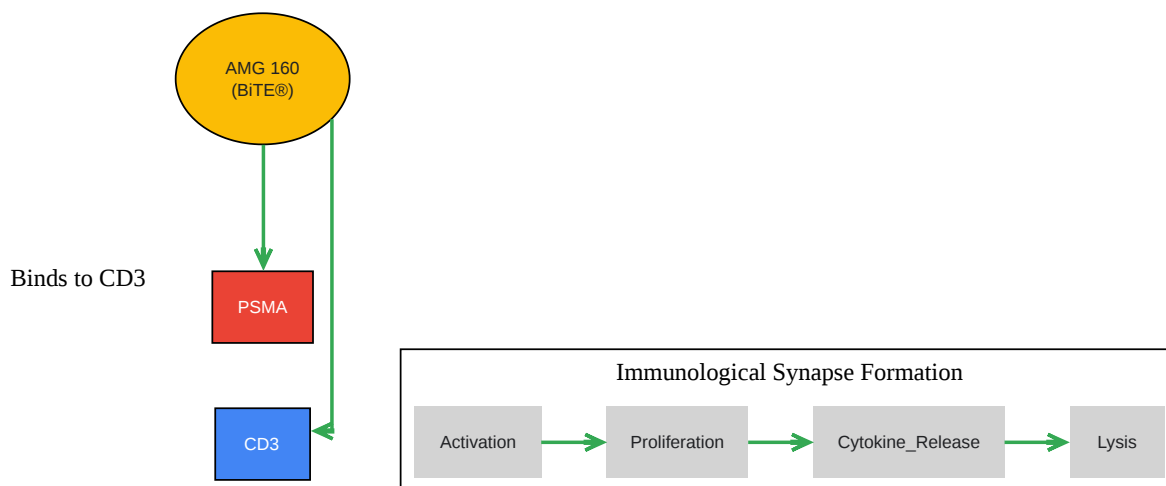 AMG 160
(BiTE®)
Binds to CD3
PSMA
Immunological Synapse Formation
CD3
Activation
Proliferation
Cytokine_Release
Lysis